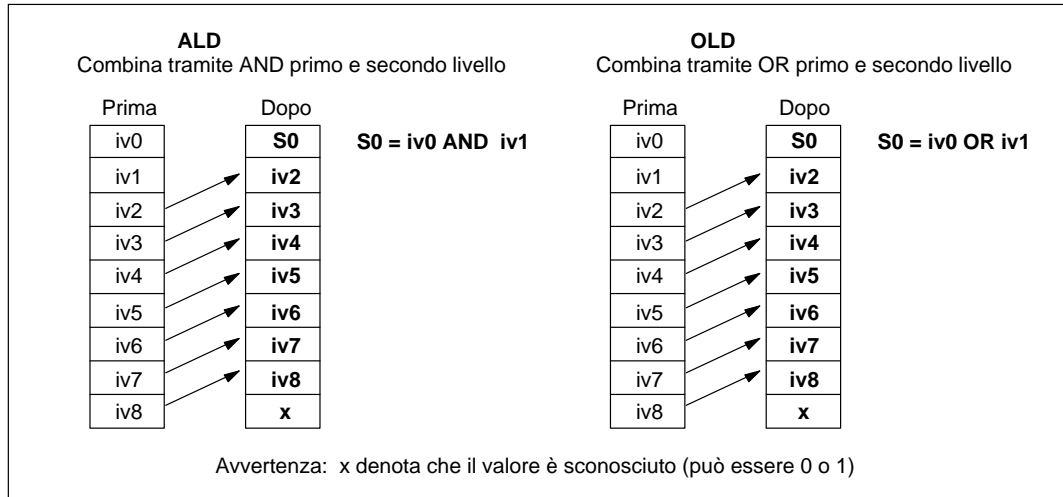 ALD
Combina tramite AND primo e secondo livello
Prima Dopo
iv0 S0 S0 = iv0 AND iv1
iv1 iv2
iv2 iv3
iv3 iv4
iv4 iv5
iv5 iv6
iv6 iv7
iv7 iv8
iv8 x
OLD
Combina tramite OR primo e secondo livello
Prima Dopo
iv0 S0 S0 = iv0 OR iv1
iv1 iv2
iv2 iv3
iv3 iv4
iv4 iv5
iv5 iv6
iv6 iv7
iv7 iv8
iv8 x
Avvertenza: x denota che il valore è sconosciuto (può essere 0 o 1)